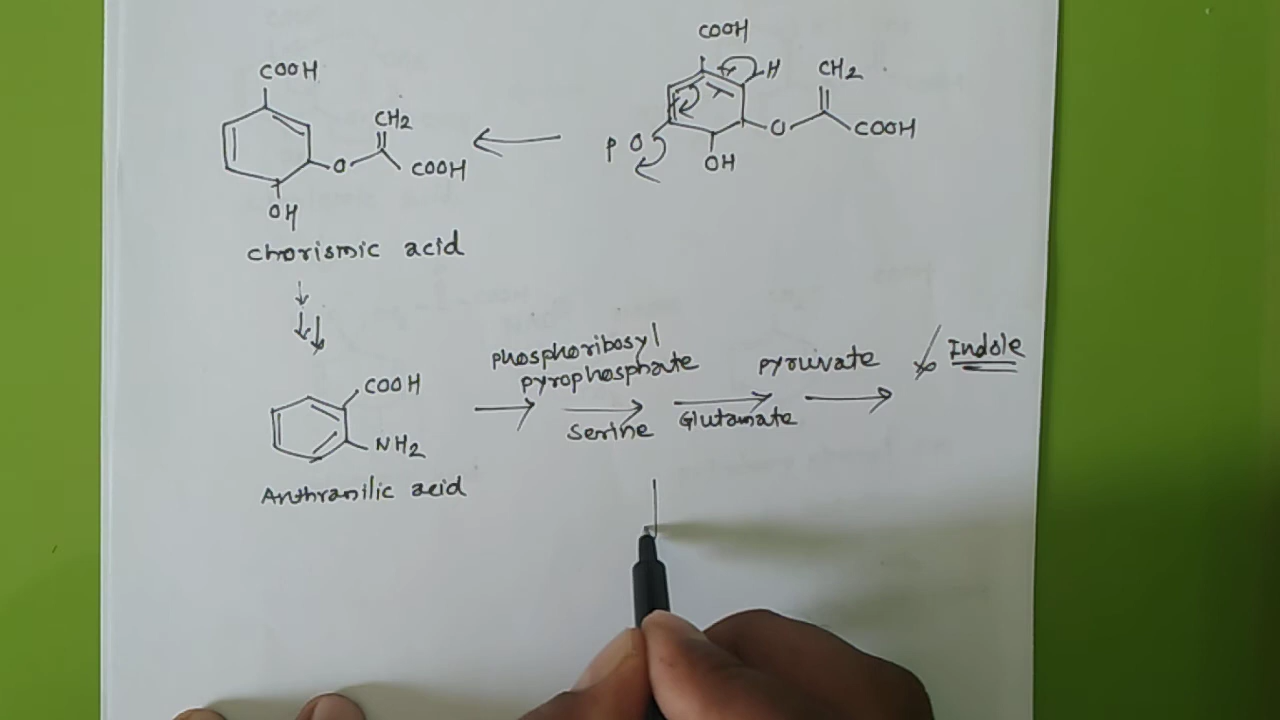 COOH
COOH
H
CH2
CH2
O
COOH
O
COOH
P O
OH
OH
chorismic acid
phosphoribosyl
pyrophosphate
pyruvate
Indole
COOH
Serine
Glutamate
NH2
Anthranilic acid